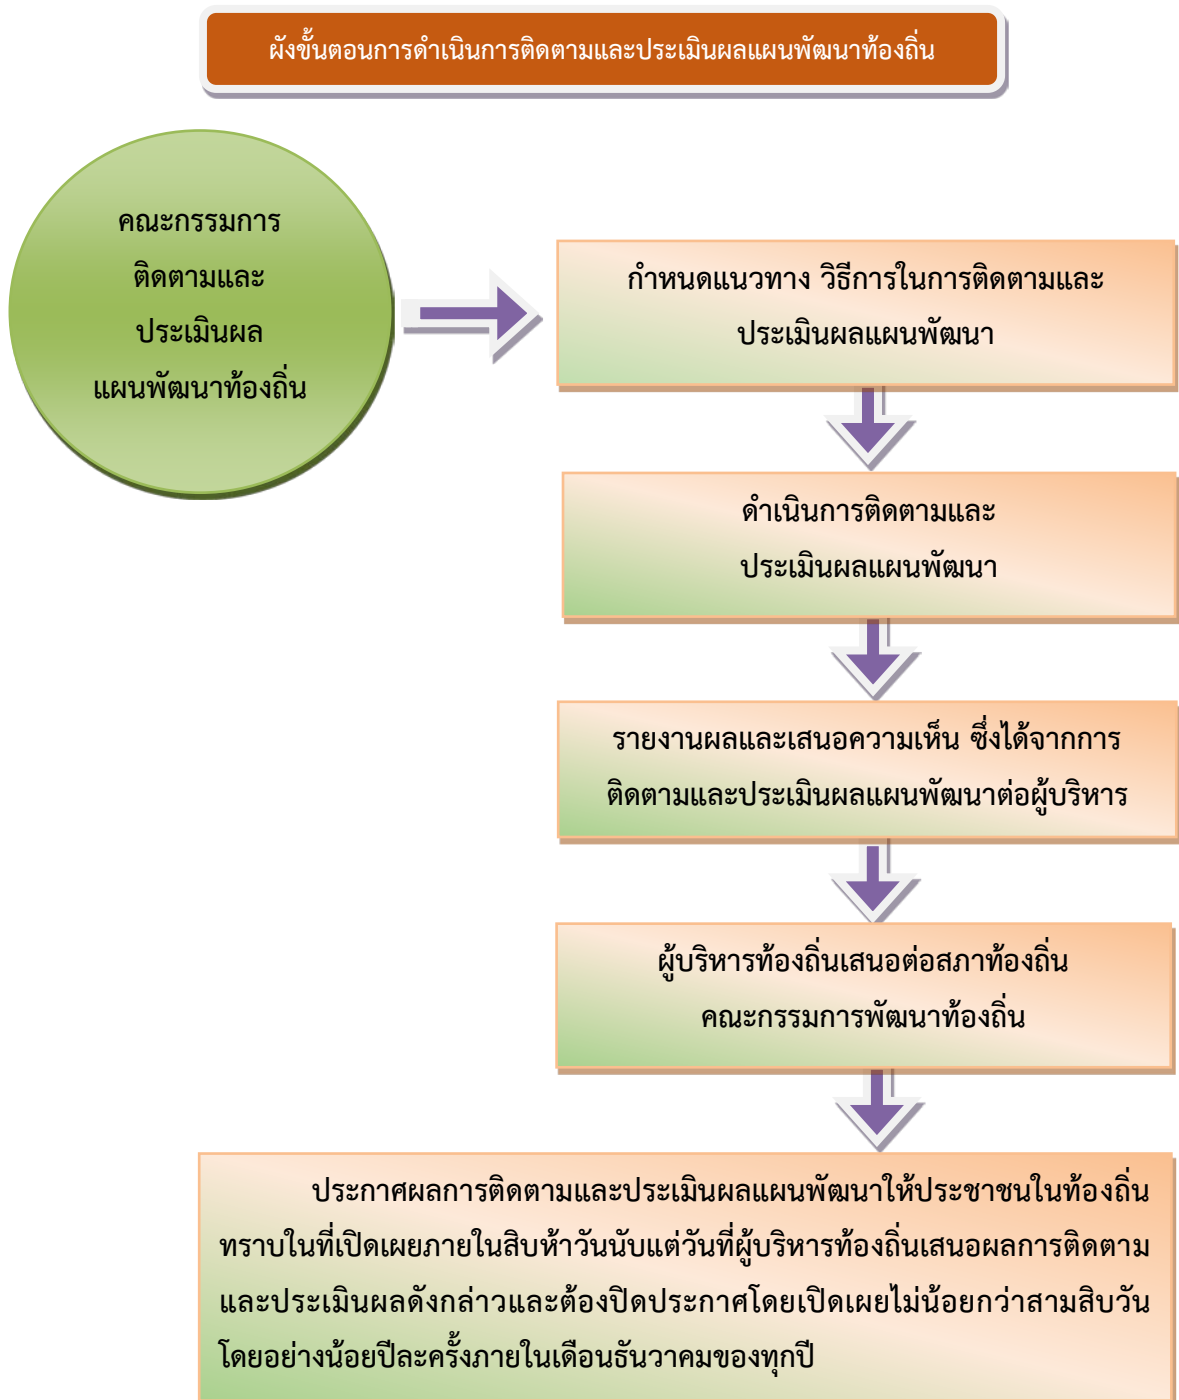 ผังขั้นตอนการดำเนินการติดตามและประเมินผลแผนพัฒนาท้องถิ่น
คณะกรรมการ
ติดตามและ
ประเมินผล
แผนพัฒนาท้องถิ่น
กำหนดแนวทาง วิธีการในการติดตามและ
ประเมินผลแผนพัฒนา
ดำเนินการติดตามและ
ประเมินผลแผนพัฒนา
รายงานผลและเสนอความเห็น ซึ่งได้จากการ
ติดตามและประเมินผลแผนพัฒนาต่อผู้บริหาร
ผู้บริหารท้องถิ่นเสนอต่อสภาท้องถิ่น
คณะกรรมการพัฒนาท้องถิ่น
ประกาศผลการติดตามและประเมินผลแผนพัฒนาให้ประชาชนในท้องถิ่น
ทราบในที่เปิดเผยภายในสิบห้าวันนับแต่วันที่ผู้บริหารท้องถิ่นเสนอผลการติดตาม
และประเมินผลดังกล่าวและต้องปิดประกาศโดยเปิดเผยไม่น้อยกว่าสามสิบวัน
โดยอย่างน้อยปีละครั้งภายในเดือนธันวาคมของทุกปี